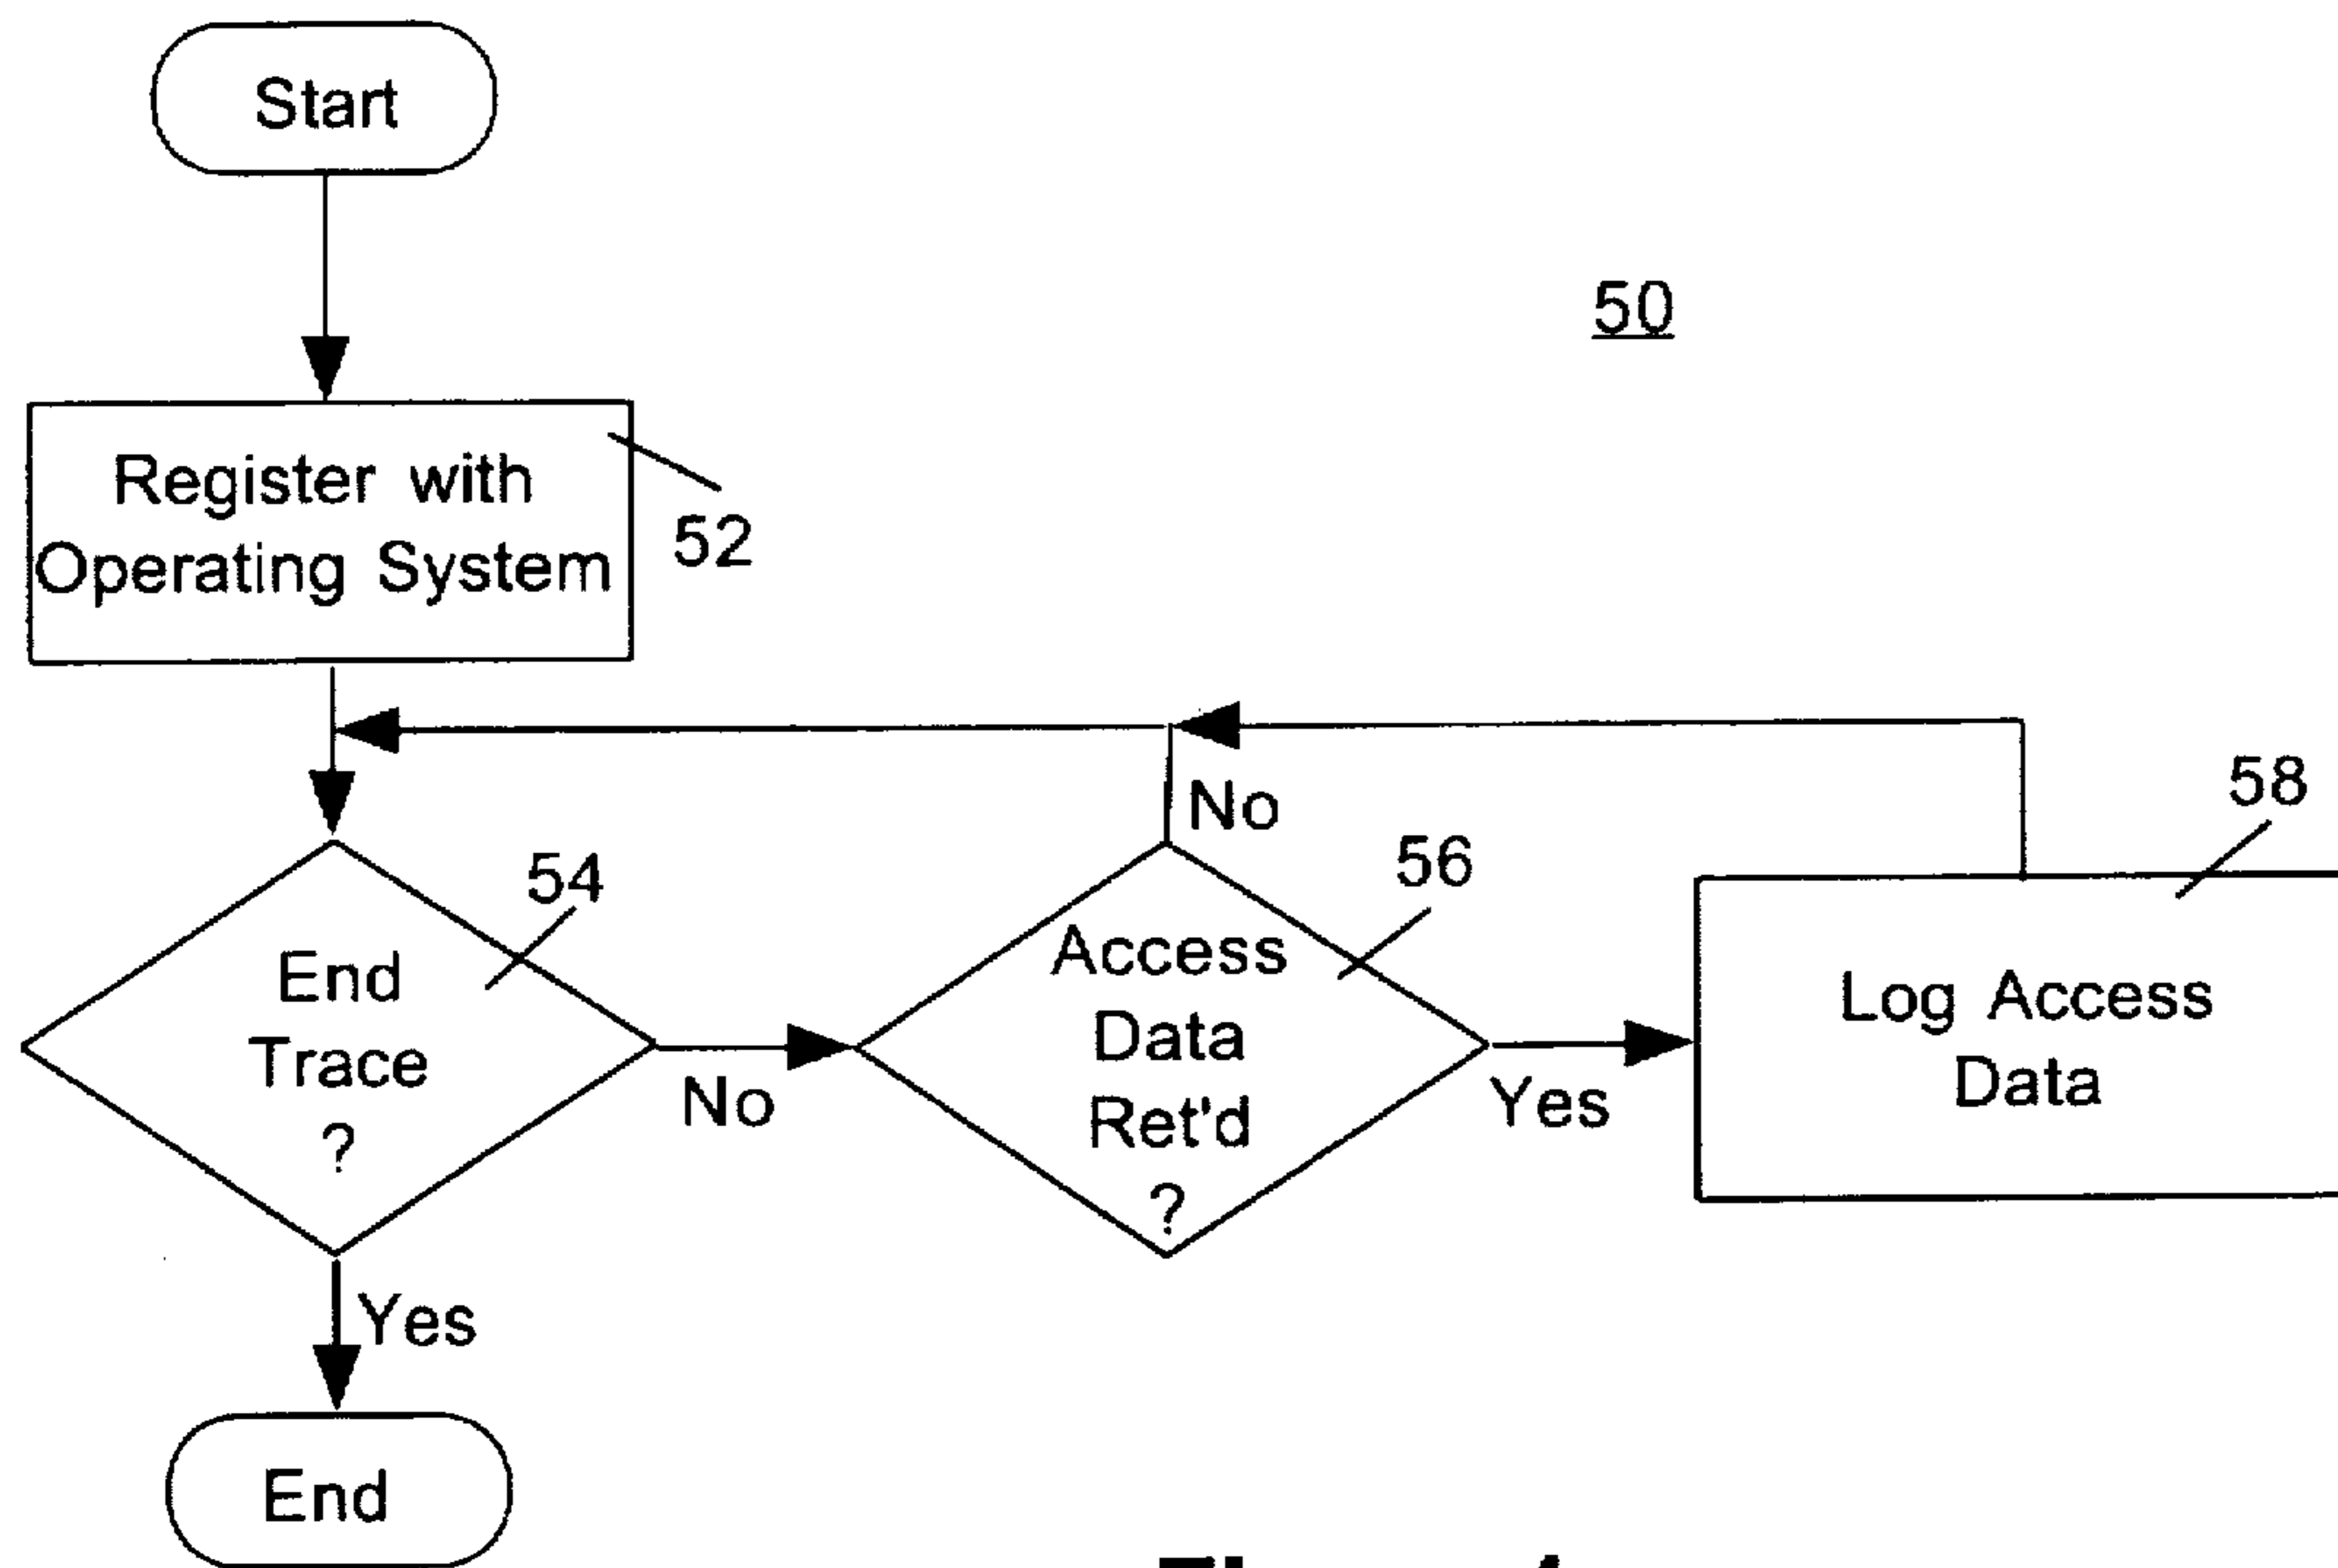 Start
50
Register with
Operating System
52
No
58
54
56
End
Trace
?
No
Access
Data
Ret'd
?
Yes
Log Access
Data
Yes
End